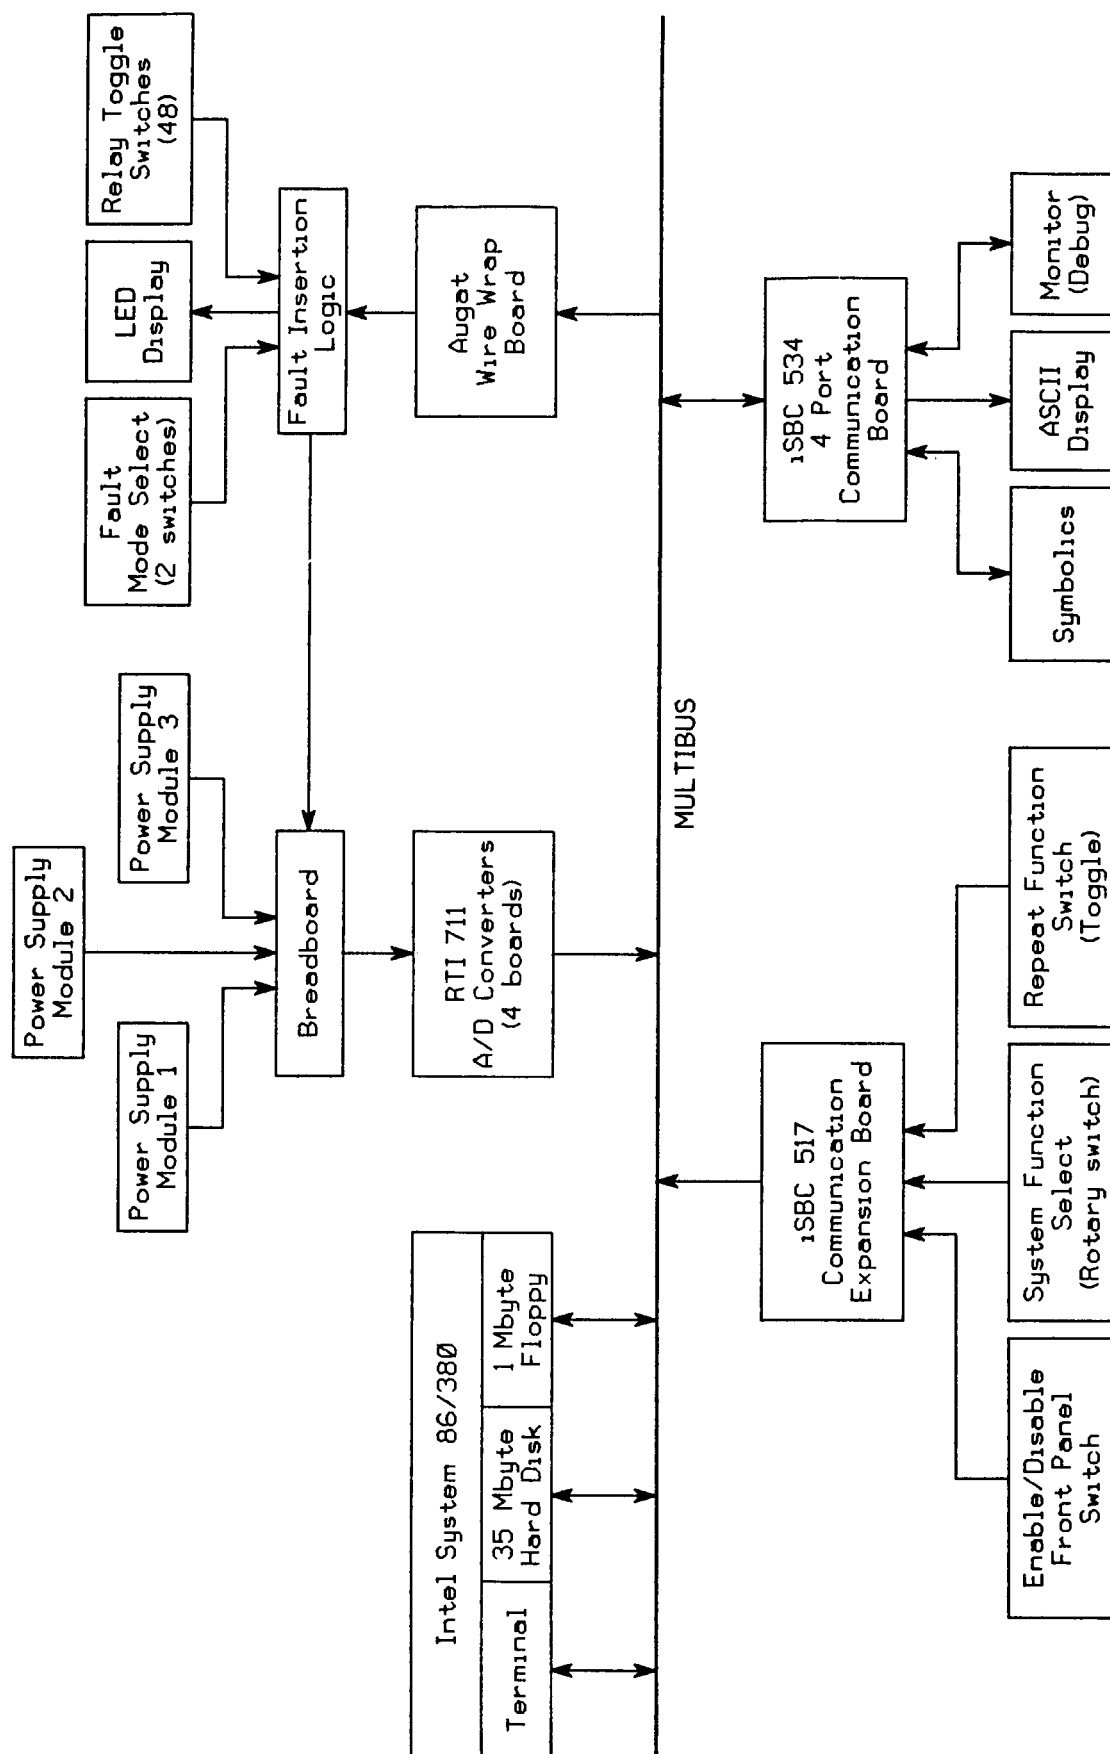 Power Supply
Module 2
Power Supply
Module 1
Power Supply
Module 3
Fault
Mode Select
(2 switches)
LED
Display
Relay Toggle
Switches
(48)
Breadboard
Fault Insertion
Logic
Intel System 86/380
Terminal
35 Mbyte
Hard Disk
1 Mbyte
Floppy
RTI 711
A/D Converters
(4 boards)
Augat
Wire Wrap
Board
MULTIBUS
iSBC 517
Communication
Expansion Board
iSBC 534
4 Port
Communication
Board
Enable/Disable
Front Panel
Switch
System Function
Select
(Rotary switch)
Repeat Function
Switch
(Toggle)
Symbolics
ASCII
Display
Monitor
(Debug)